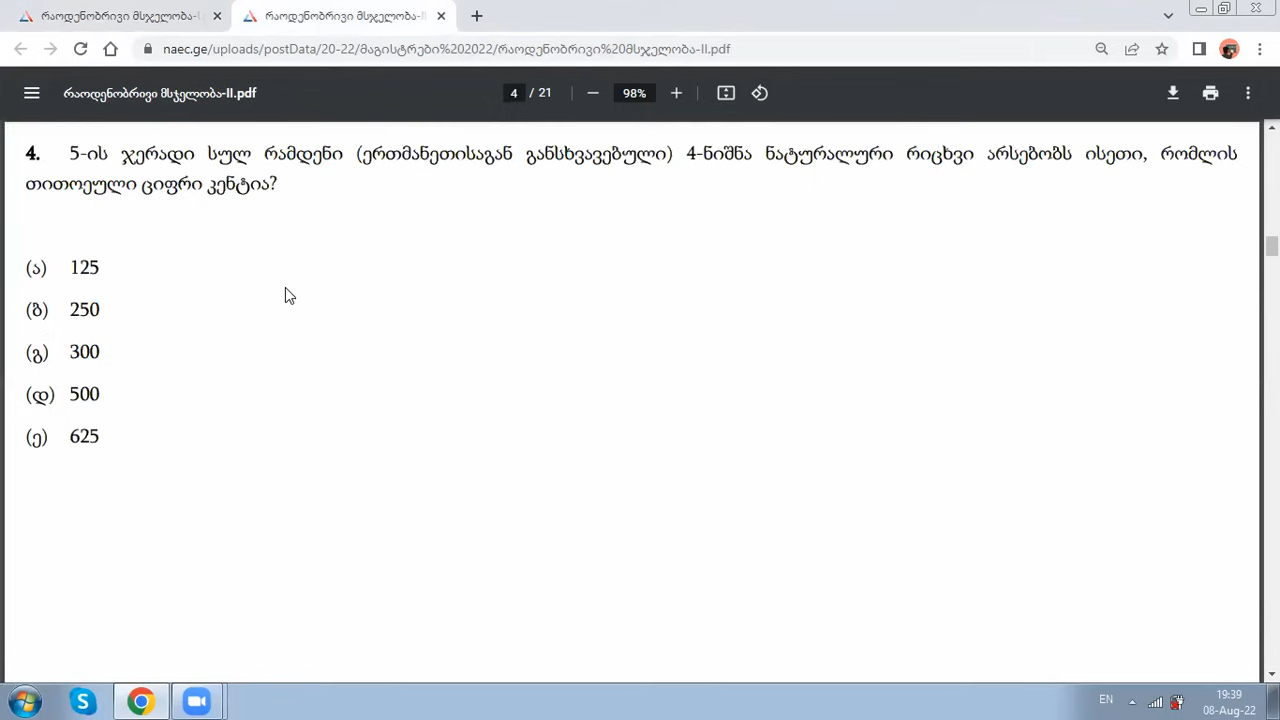 რაოდენობრივი მსჯელობა-I
რაოდენობრივი მსჯელობა-II
naec.ge/uploads/postData/20-22/მაგისტრები%202022/რაოდენობრივი%20მსჯელობა-II.pdf
რაოდენობრივი მსჯელობა-II.pdf
4 / 21
98%
4. 5-ის ჯერადი სულ რამდენი (ერთმანეთისაგან განსხვავებული) 4-ნიშნა ნატურალური რიცხვი არსებობს ისეთი, რომლის
თითოეული ციფრი კენტია?
(ა) 125
(ბ) 250
(გ) 300
(დ) 500
(ე) 625
EN
19:39
08-Aug-22